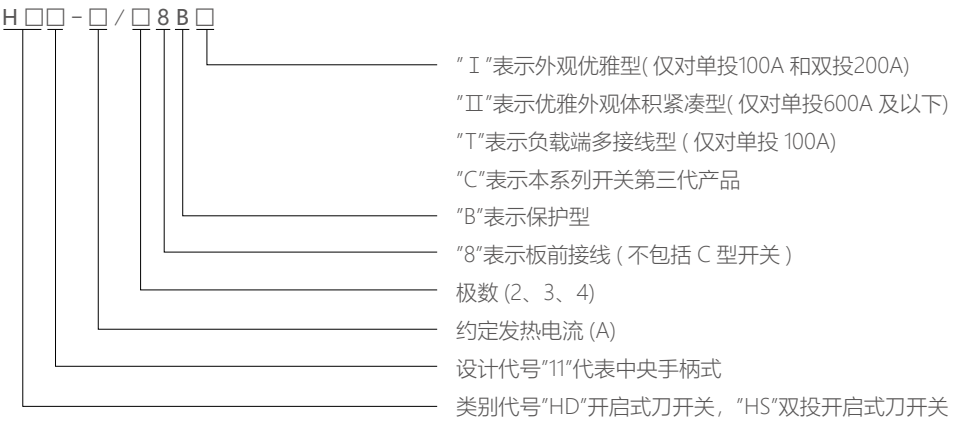 H □ □ - □ / □ 8 B □
"Ⅰ"表示外观优雅型( 仅对单投100A 和双投200A)
"Ⅱ"表示优雅外观体积紧凑型( 仅对单投600A 及以下)
"T"表示负载端多接线型 ( 仅对单投 100A)
"C"表示本系列开关第三代产品
"B"表示保护型
"8"表示板前接线 ( 不包括 C 型开关 )
极数 (2、3、4)
约定发热电流 (A)
设计代号"11"代表中央手柄式
类别代号"HD"开启式刀开关，"HS"双投开启式刀开关